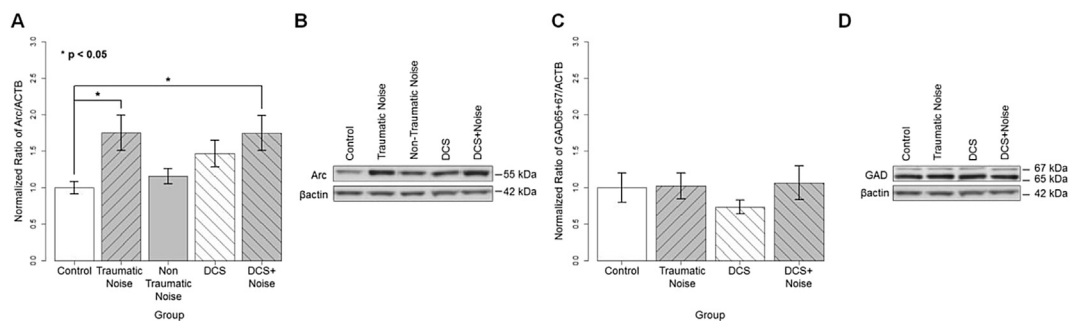 A
Normalized Ratio of Arc/ACTB
3.0
2.5
2.0
1.5
1.0
0.5
0.0
* p < 0.05
*
*
Control
Traumatic
Noise
Non
Traumatic
Noise
DCS
DCS+
Noise
Group
B
Control
Traumatic Noise
Non-Traumatic Noise
DCS
DCS+Noise
Arc
55 kDa
βactin
42 kDa
C
Normalized Ratio of GAD65+67/ACTB
3.0
2.5
2.0
1.5
1.0
0.5
0.0
Control
Traumatic
Noise
DCS
DCS+
Noise
Group
D
Control
Traumatic Noise
DCS
DCS+Noise
GAD
67 kDa
65 kDa
βactin
42 kDa